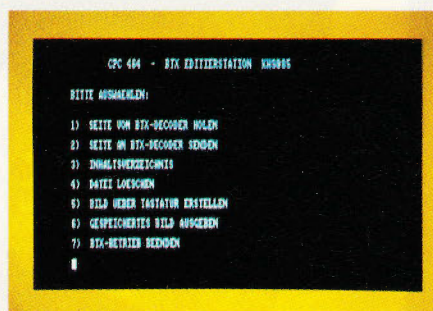 CPC 464 - BTX EDITIERSTATION
BITTE AUSWAEHLEN:
1) SEITE VOM BTX-DECODER HOLEN
2) SEITE AN BTX-DECODER SENDEN
3) INHALTSVERZEICHNIS
4) DATEI LOESCHEN
5) BILD UEBER TASTATUR ERSTELLEN
6) GESPEICHERTES BILD AUSGEBEN
7) BTX-BETRIEB BEENDEN